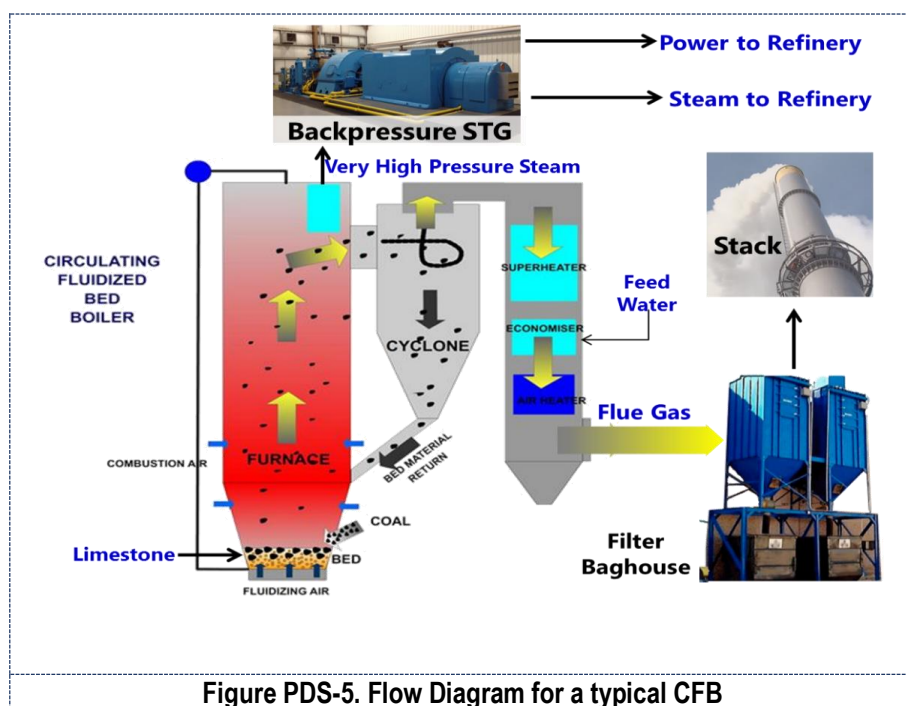 Power to Refinery
Steam to Refinery
Backpressure STG
Very High Pressure Steam
Stack
CIRCULATING
FLUIDIZED
BED
BOILER
SUPERHEATER
Feed
Water
ECONOMISER
CYCLONE
AIR HEATER
Flue Gas
COMBUSTION AIR
FURNACE
BED MATERIAL
RETURN
COAL
Limestone
BED
FLUIDIZING AIR
Filter
Baghouse
Figure PDS-5. Flow Diagram for a typical CFB